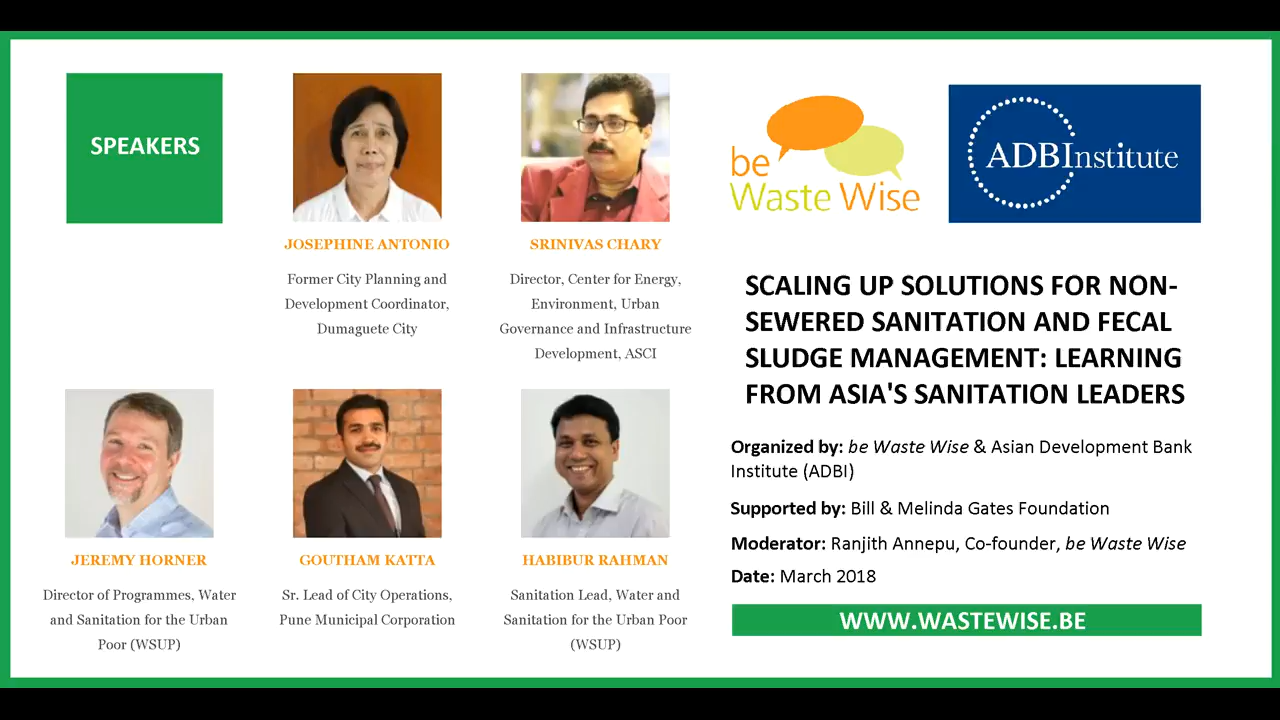 SPEAKERS
JOSEPHINE ANTONIO
Former City Planning and
Development Coordinator,
Dumaguete City
SRINIVAS CHARY
Director, Center for Energy,
Environment, Urban
Governance and Infrastructure
Development, ASCI
JEREMY HORNER
Director of Programmes, Water
and Sanitation for the Urban
Poor (WSUP)
GOUTHAM KATTA
Sr. Lead of City Operations,
Pune Municipal Corporation
HABIBUR RAHMAN
Sanitation Lead, Water and
Sanitation for the Urban Poor
(WSUP)
be
Waste Wise
ADBInstitute
SCALING UP SOLUTIONS FOR NON-
SEWERED SANITATION AND FECAL
SLUDGE MANAGEMENT: LEARNING
FROM ASIA'S SANITATION LEADERS
Organized by: be Waste Wise & Asian Development Bank
Institute (ADBI)
Supported by: Bill & Melinda Gates Foundation
Moderator: Ranjith Annepu, Co-founder, be Waste Wise
Date: March 2018
WWW.WASTEWISE.BE